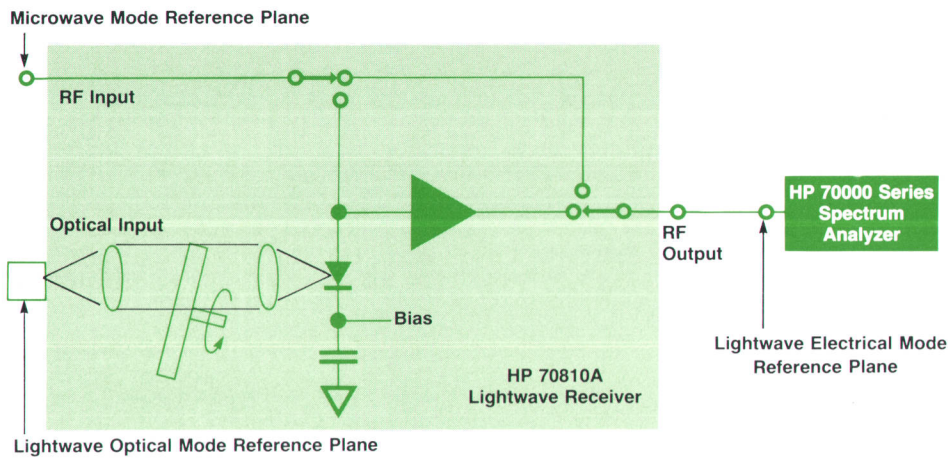 Microwave Mode Reference Plane
RF Input
Optical Input
HP 70000 Series
Spectrum
Analyzer
RF
Output
Bias
Lightwave Electrical Mode
Reference Plane
HP 70810A
Lightwave Receiver
Lightwave Optical Mode Reference Plane